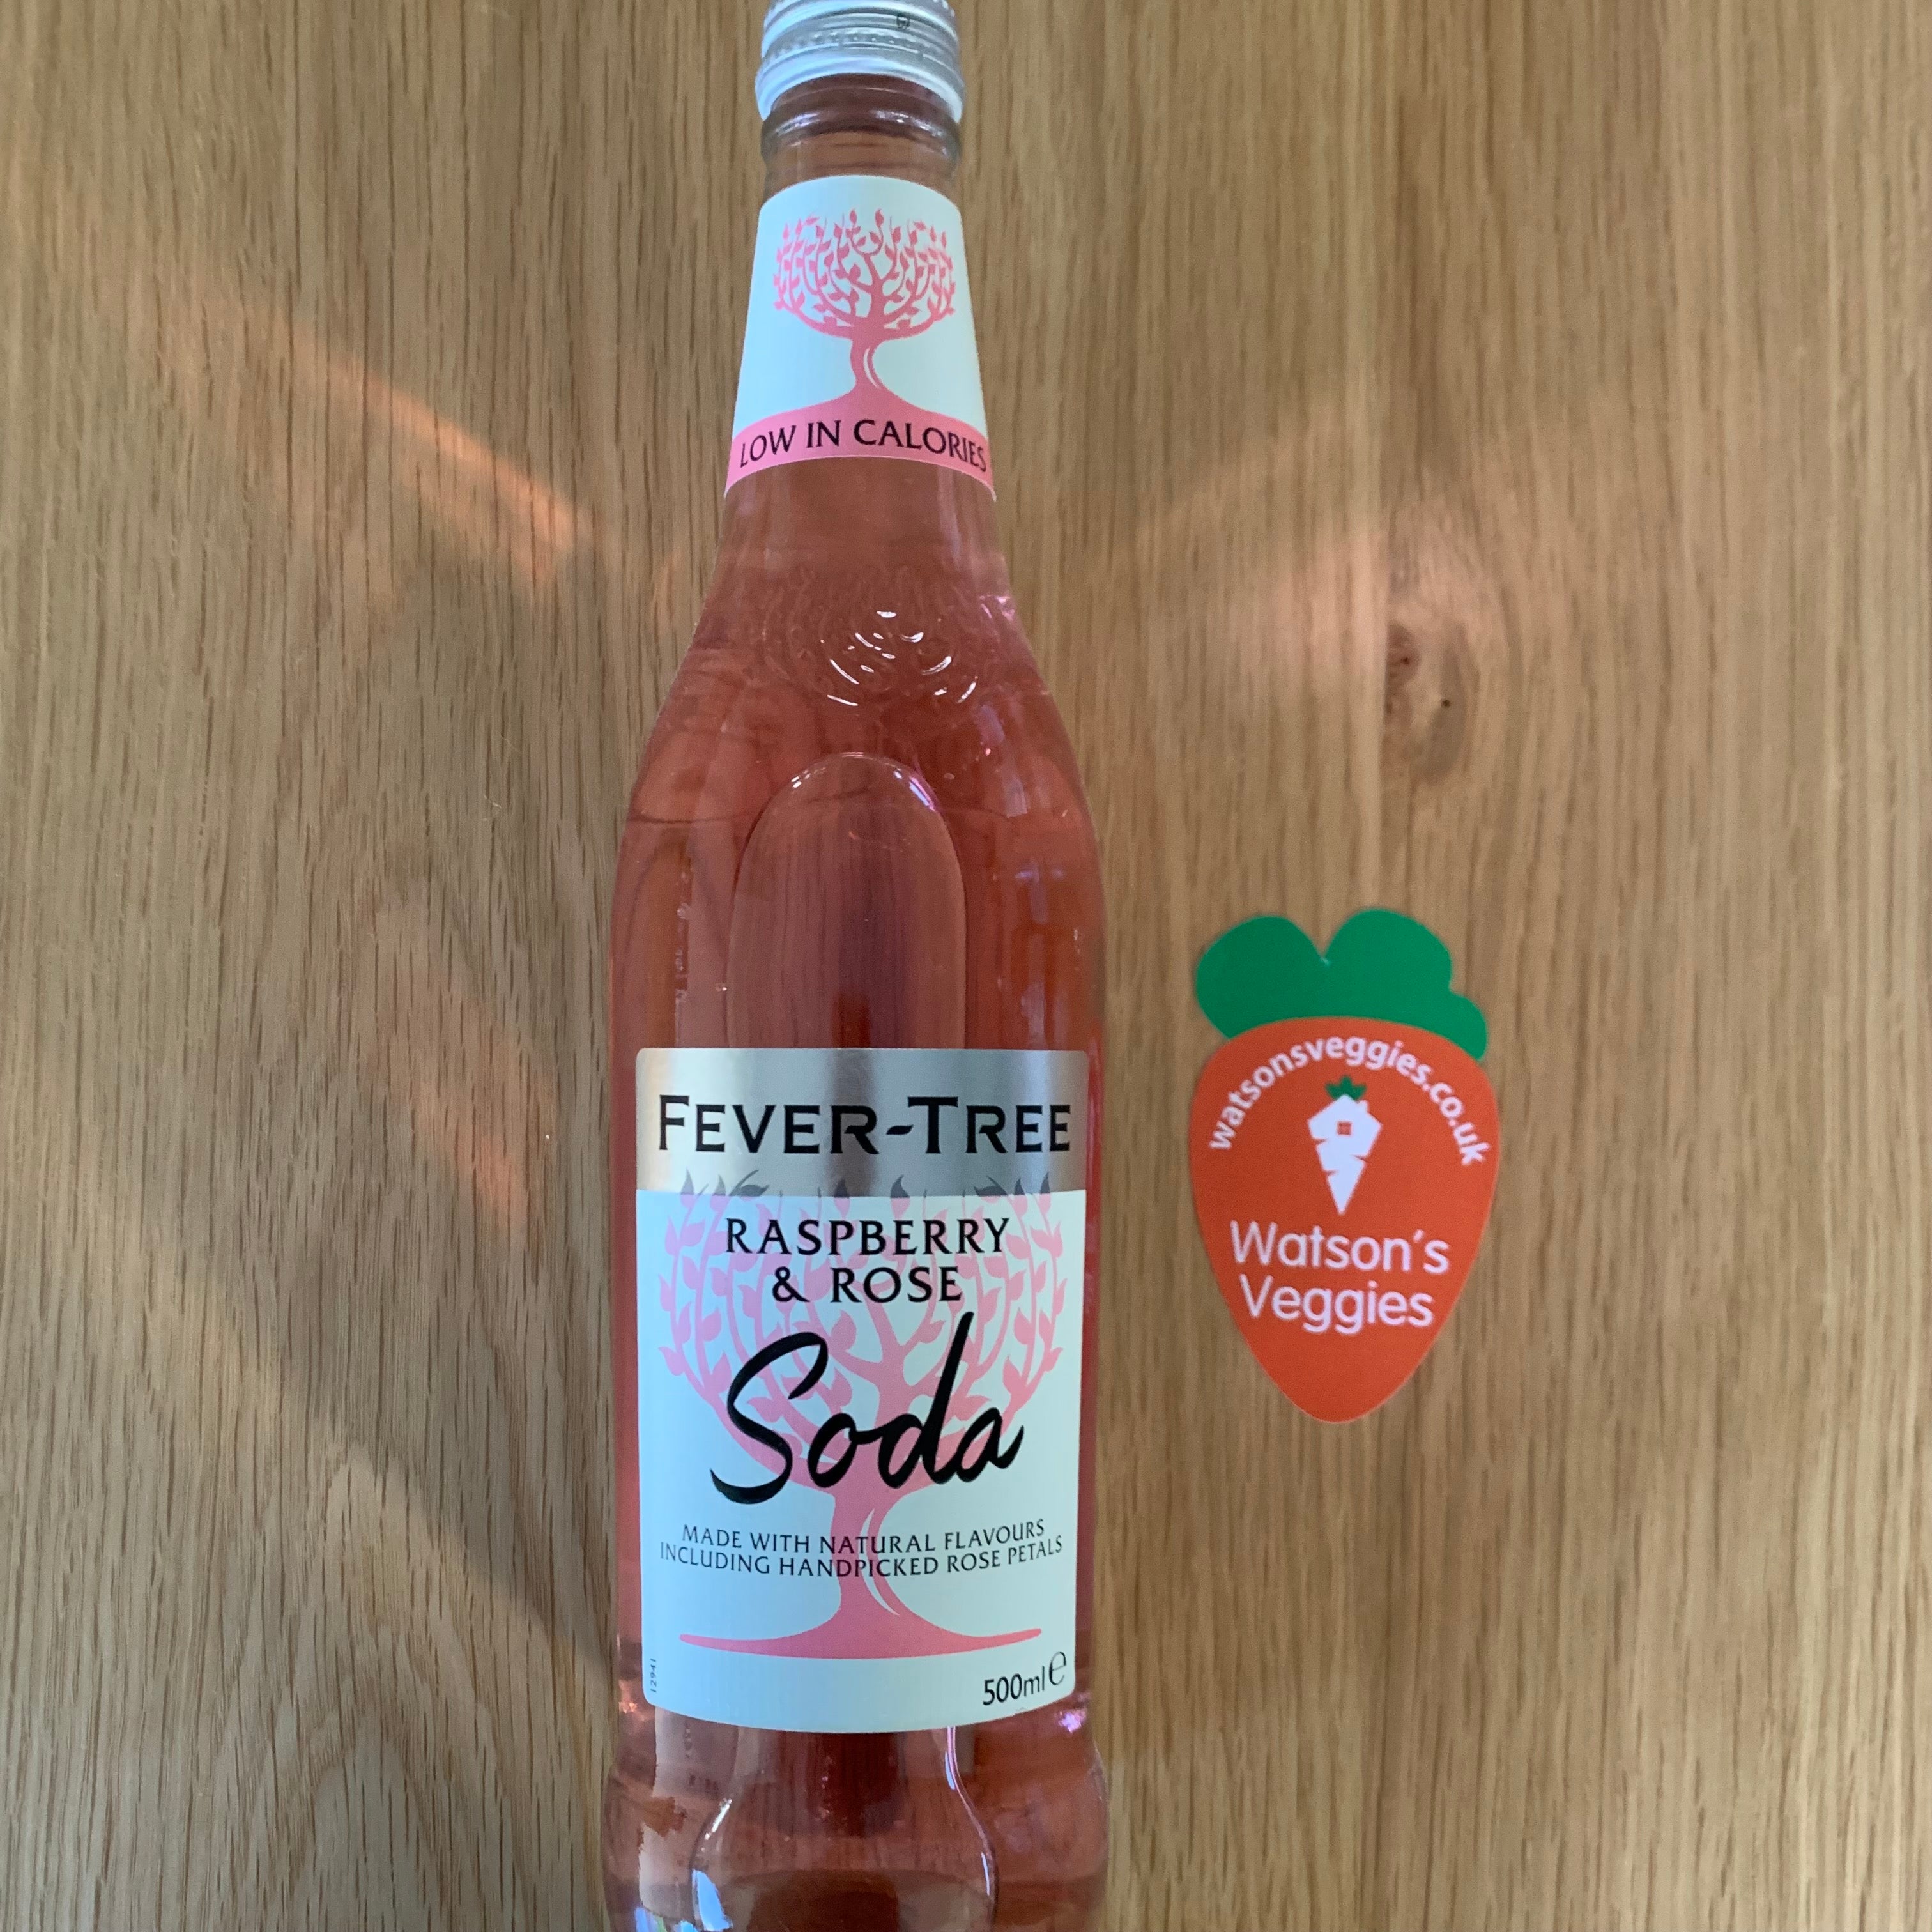 LOW IN CALORIES
FEVER-TREE
RASPBERRY
& ROSE
Soda
MADE WITH NATURAL FLAVOURS
INCLUDING HANDPICKED ROSE PETALS
500ml e
12941
watsonsveggies.co.uk
Watson's
Veggies